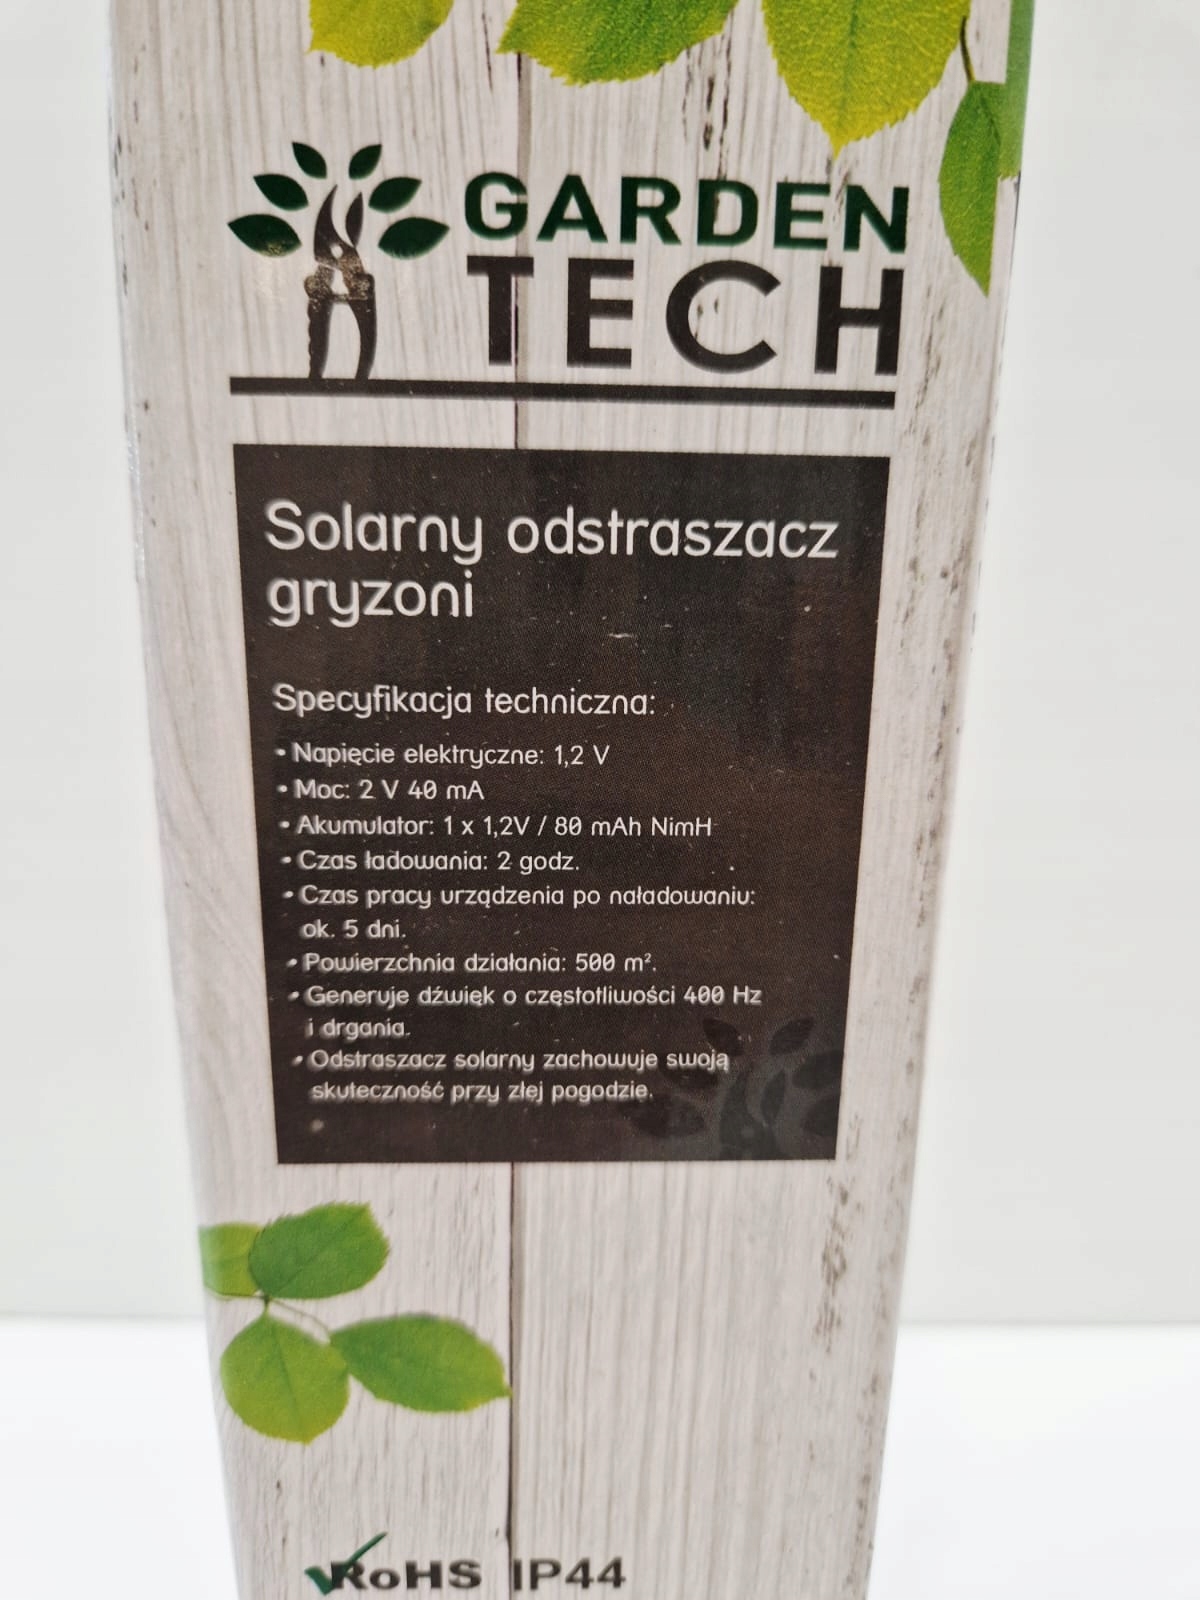 GARDEN
TECH
Solarny odstraszacz
gryzoni
Specyfikacja techniczna:
• Napięcie elektryczne: 1,2 V
• Moc: 2 V 40 mA
• Akumulator: 1 x 1,2V / 80 mAh NimH
• Czas ładowania: 2 godz.
• Czas pracy urządzenia po naładowaniu:
ok. 5 dni.
• Powierzchnia działania: 500 m².
• Generuje dźwięk o częstotliwości 400 Hz
i drgania.
• Odstraszacz solarny zachowuje swoją
skuteczność przy złej pogodzie.
RoHS IP44